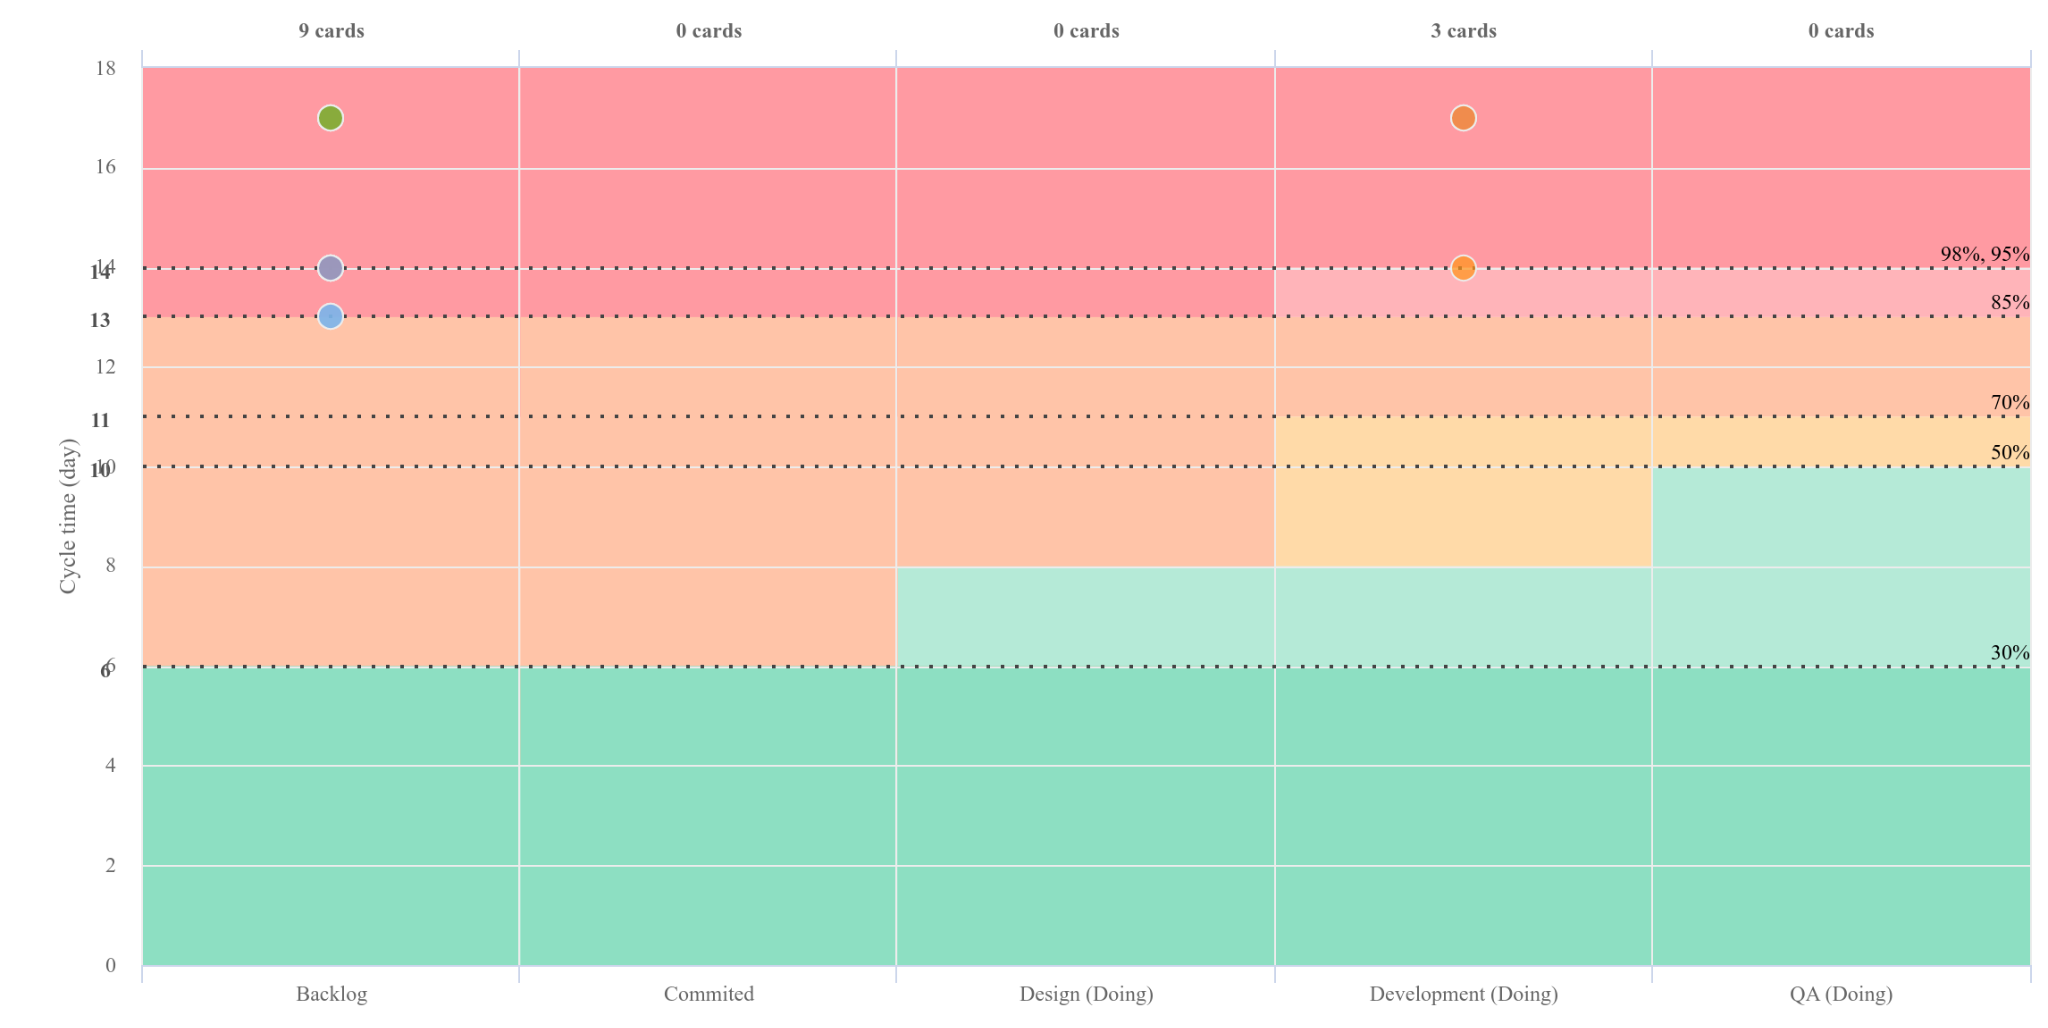 9 cards
0 cards
0 cards
3 cards
0 cards
18
16
98%, 95%
14
14
85%
13
12
70%
11
50%
10
10
8
30%
6
6
4
2
0
Cycle time (day)
Backlog
Commited
Design (Doing)
Development (Doing)
QA (Doing)